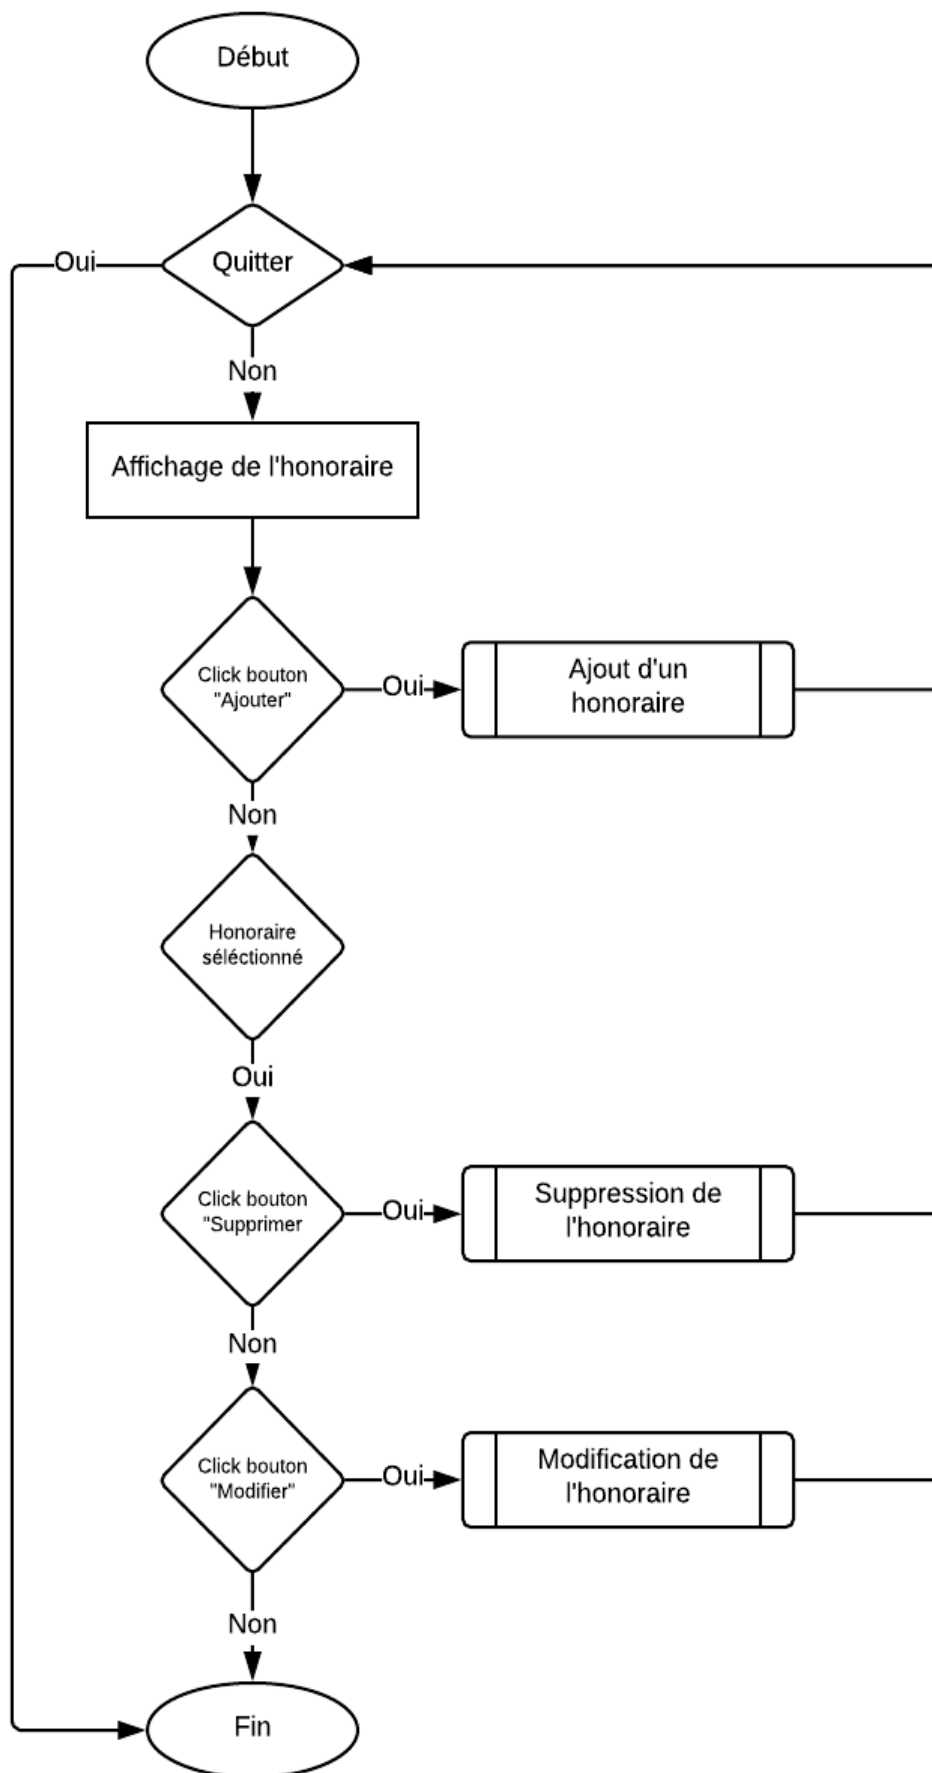 Début
Oui
Quitter
Non
Affichage de l'honoraire
Click bouton
"Ajouter"
Oui
Ajout d'un
honoraire
Non
Honoraire
séléctionné
Oui
Click bouton
"Supprimer
Oui
Suppression de
l'honoraire
Non
Click bouton
"Modifier"
Oui
Modification de
l'honoraire
Non
Fin